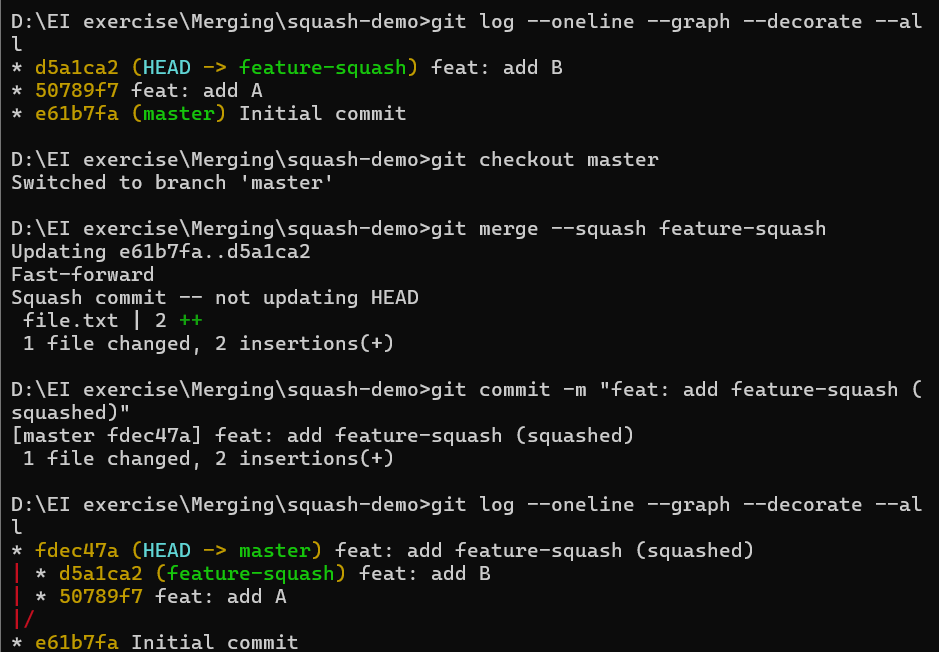 D:\EI exercise\Merging\squash-demo>git log --oneline --graph --decorate --al
l
* d5a1ca2 (HEAD -> feature-squash) feat: add B
* 50789f7 feat: add A
* e61b7fa (master) Initial commit
D:\EI exercise\Merging\squash-demo>git checkout master
Switched to branch 'master'
D:\EI exercise\Merging\squash-demo>git merge --squash feature-squash
Updating e61b7fa..d5a1ca2
Fast-forward
Squash commit -- not updating HEAD
 file.txt | 2 ++
 1 file changed, 2 insertions(+)
D:\EI exercise\Merging\squash-demo>git commit -m "feat: add feature-squash (
squashed)"
[master fdec47a] feat: add feature-squash (squashed)
 1 file changed, 2 insertions(+)
D:\EI exercise\Merging\squash-demo>git log --oneline --graph --decorate --al
l
* fdec47a (HEAD -> master) feat: add feature-squash (squashed)
| * d5a1ca2 (feature-squash) feat: add B
| * 50789f7 feat: add A
|/
* e61b7fa Initial commit